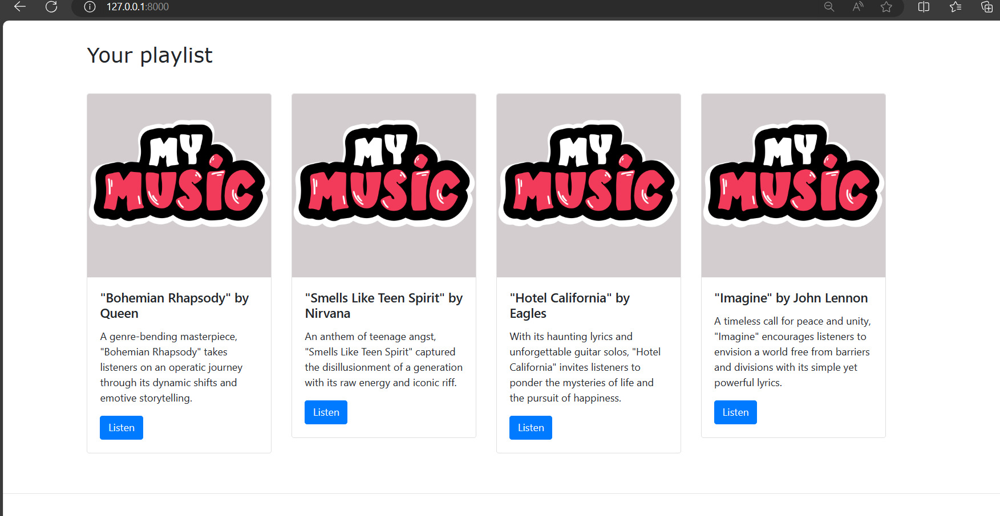 127.0.0.1:8000
Your playlist
MY
MUSIC
MY
MUSIC
MY
MUSIC
MY
MUSIC
"Bohemian Rhapsody" by
Queen
A genre-bending masterpiece,
"Bohemian Rhapsody" takes
listeners on an operatic journey
through its dynamic shifts and
emotive storytelling.
Listen
"Smells Like Teen Spirit" by
Nirvana
An anthem of teenage angst,
"Smells Like Teen Spirit" captured
the disillusionment of a generation
with its raw energy and iconic riff.
Listen
"Hotel California" by
Eagles
With its haunting lyrics and
unforgettable guitar solos, "Hotel
California" invites listeners to
ponder the mysteries of life and
the pursuit of happiness.
Listen
"Imagine" by John Lennon
A timeless call for peace and unity,
"Imagine" encourages listeners to
envision a world free from barriers
and divisions with its simple yet
powerful lyrics.
Listen